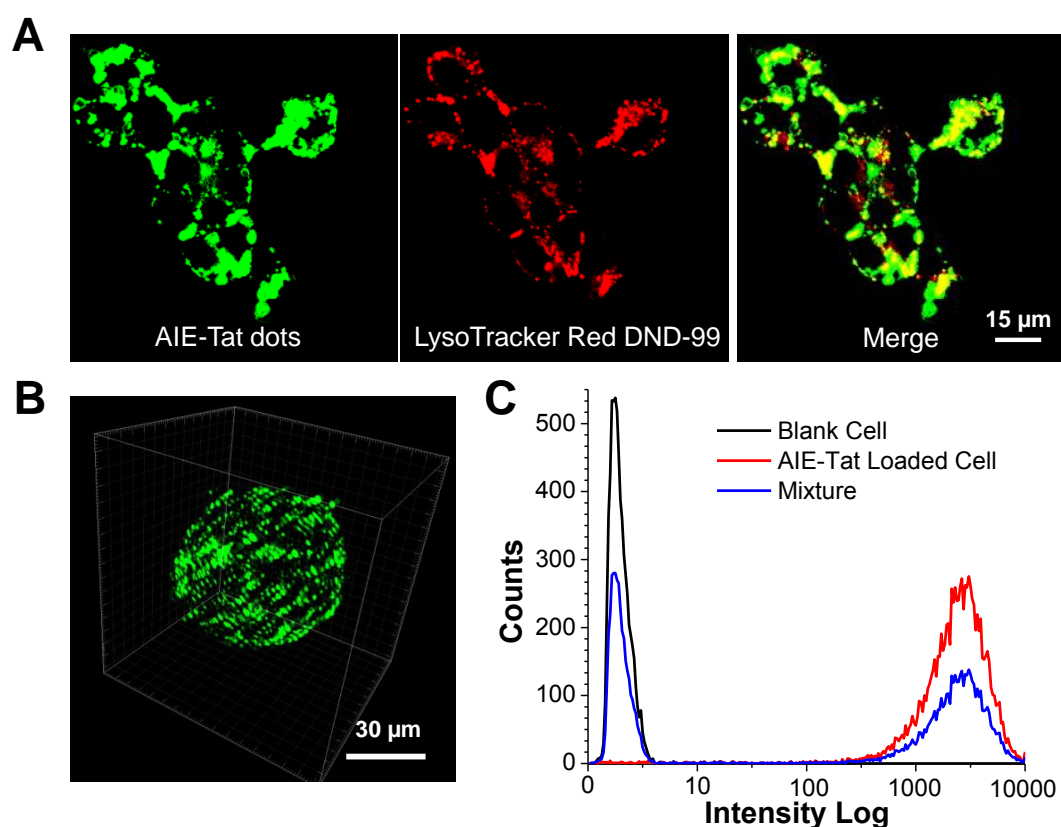 A
AIE-Tat dots
LysoTracker Red DND-99
Merge
15 µm
B
30 µm
C
Blank Cell
AIE-Tat Loaded Cell
Mixture
Counts
500
400
300
200
100
0
0 10 100 1000 10000
Intensity Log